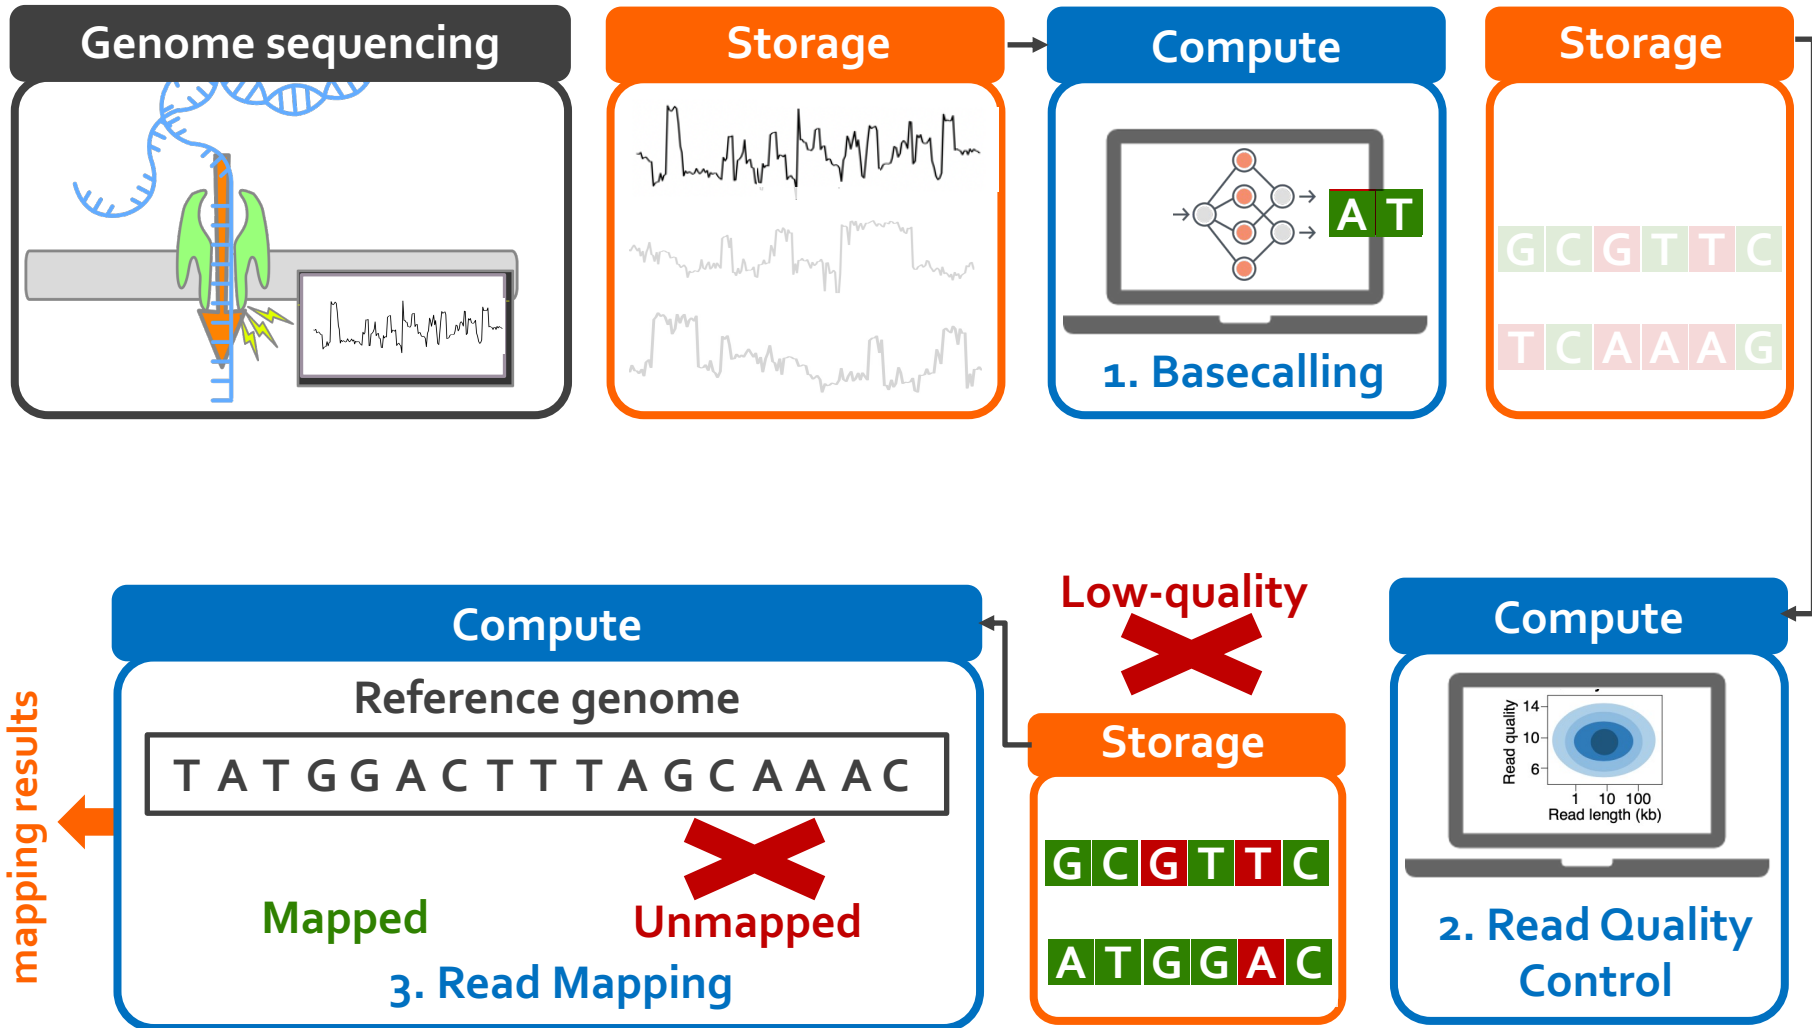 Genome sequencing
Storage
Compute
A T
1. Basecalling
Storage
G C G T T C
T C A A A G
Compute
Read quality
14
10
6
1 10 100
Read length (kb)
2. Read Quality
Control
Low-quality
Storage
G C G T T C
A T G G A C
Compute
Reference genome
T A T G G A C T T T A G C A A A C
Mapped
Unmapped
3. Read Mapping
mapping results